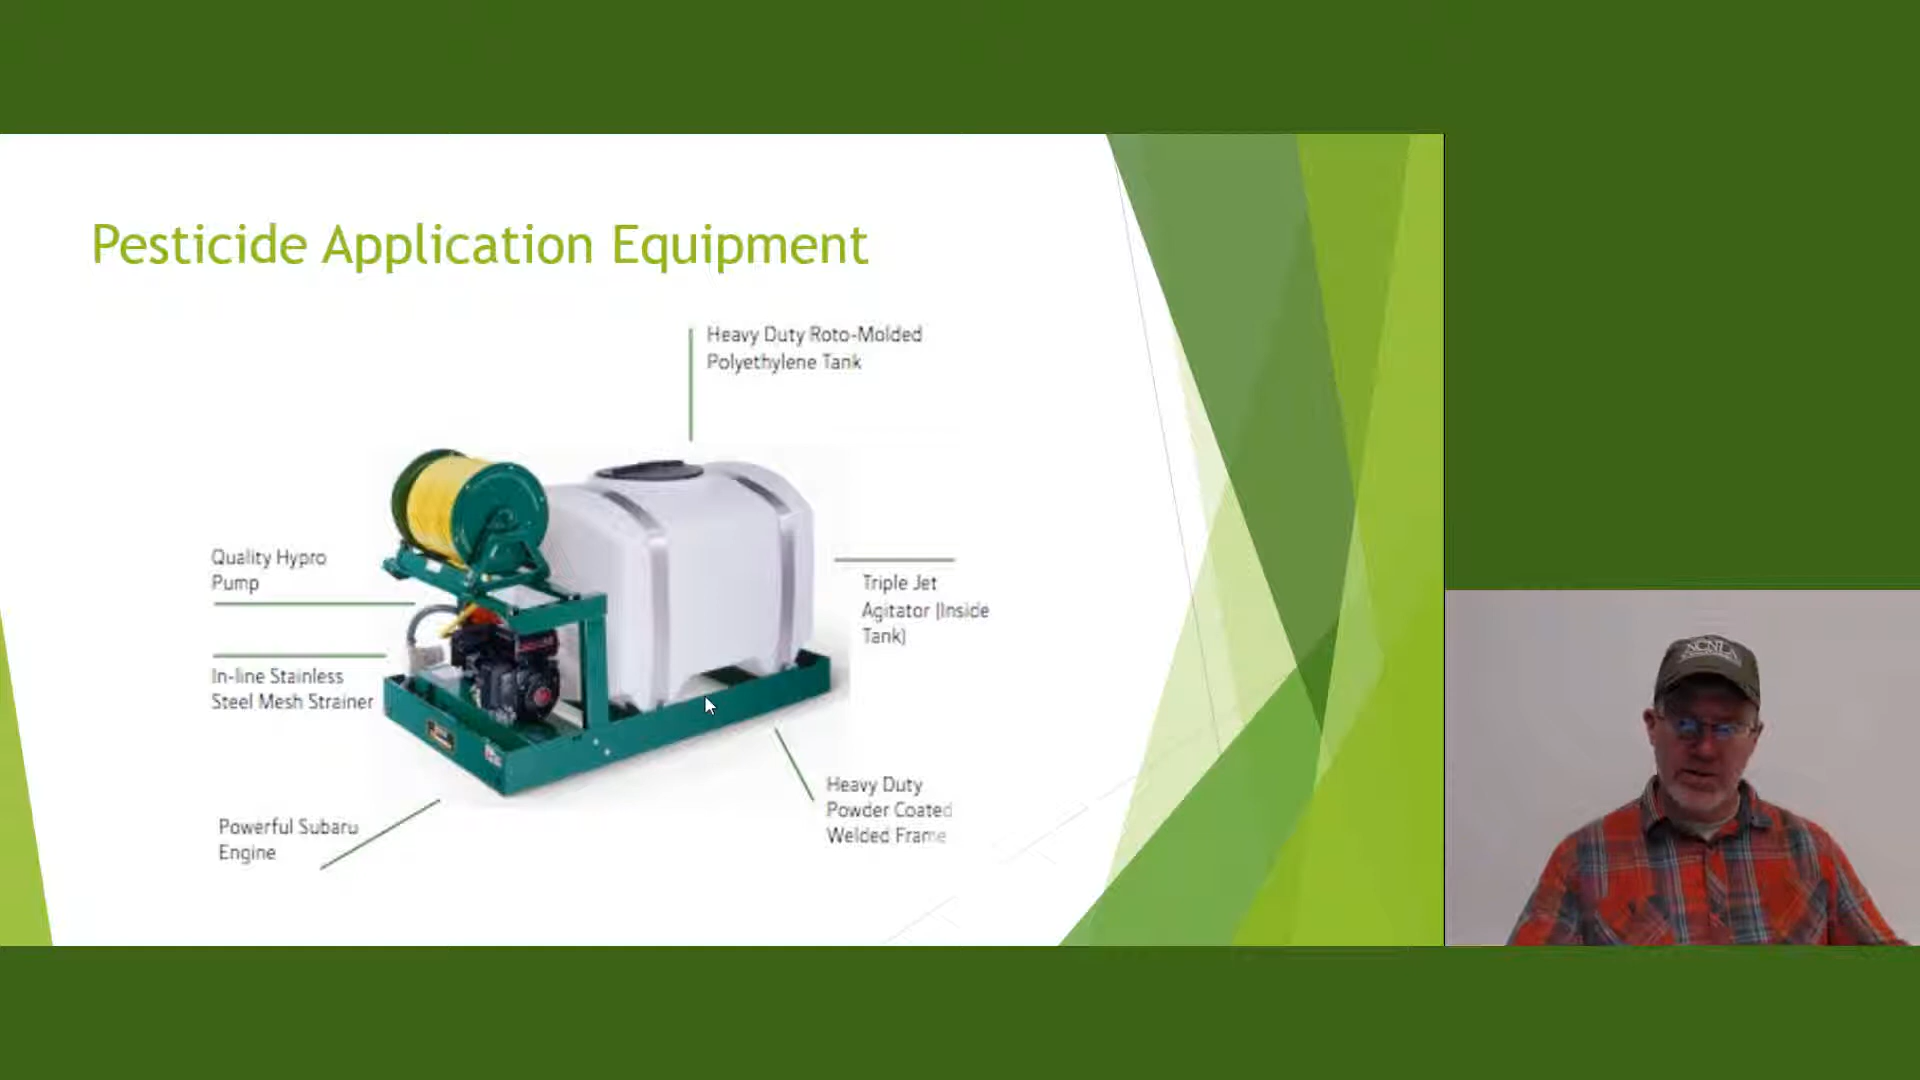 Pesticide Application Equipment
Heavy Duty Roto-Molded
Polyethylene Tank
Quality Hypro
Pump
Triple Jet
Agitator (Inside
Tank)
In-line Stainless
Steel Mesh Strainer
Heavy Duty
Powder Coated
Welded Frame
Powerful Subaru
Engine
ACNLA